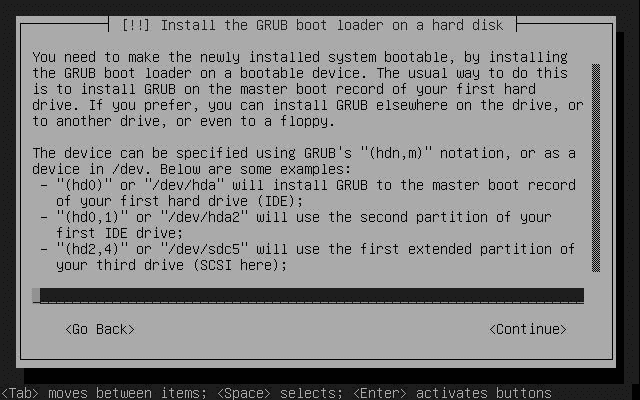 [!!] Install the GRUB boot loader on a hard disk
You need to make the newly installed system bootable, by installing
the GRUB boot loader on a bootable device. The usual way to do this
is to install GRUB on the master boot record of your first hard
drive. If you prefer, you can install GRUB elsewhere on the drive, or
to another drive, or even to a floppy.
The device can be specified using GRUB's "(hdn,m)" notation, or as a
device in /dev. Below are some examples:
- "(hd0)" or "/dev/hda" will install GRUB to the master boot record
of your first hard drive (IDE);
- "(hd0,1)" or "/dev/hda2" will use the second partition of your
first IDE drive;
- "(hd2,4)" or "/dev/sdc5" will use the first extended partition of
your third drive (SCSI here);
<Go Back> <Continue>
<Tab> moves between items; <Space> selects; <Enter> activates buttons